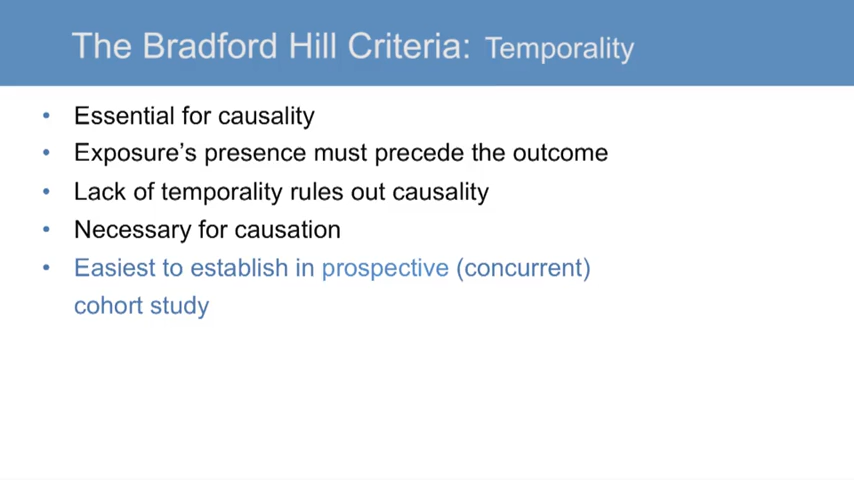 The Bradford Hill Criteria: Temporality
• Essential for causality
• Exposure’s presence must precede the outcome
• Lack of temporality rules out causality
• Necessary for causation
• Easiest to establish in prospective (concurrent)
cohort study